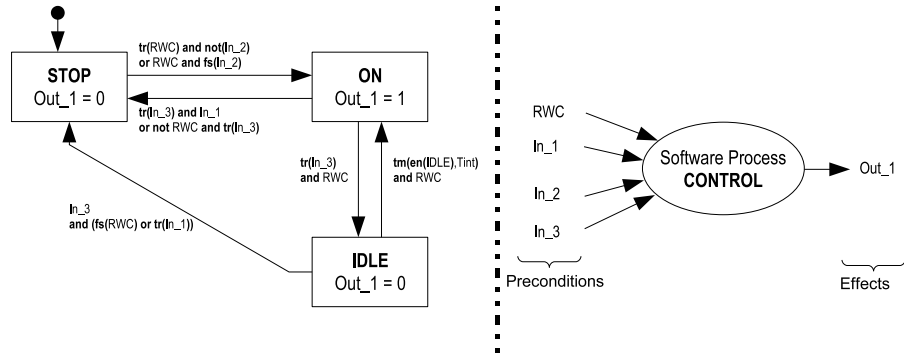 tr(RWC) and not(In_2)
or RWC and fs(In_2)
STOP
Out_1 = 0
ON
Out_1 = 1
tr(In_3) and In_1
or not RWC and tr(In_3)
tr(In_3)
and RWC
tm(en(IDLE),Tint)
and RWC
In_3
and (fs(RWC) or tr(In_1))
IDLE
Out_1 = 0
RWC
In_1
In_2
In_3
Software Process
CONTROL
Out_1
Preconditions
Effects